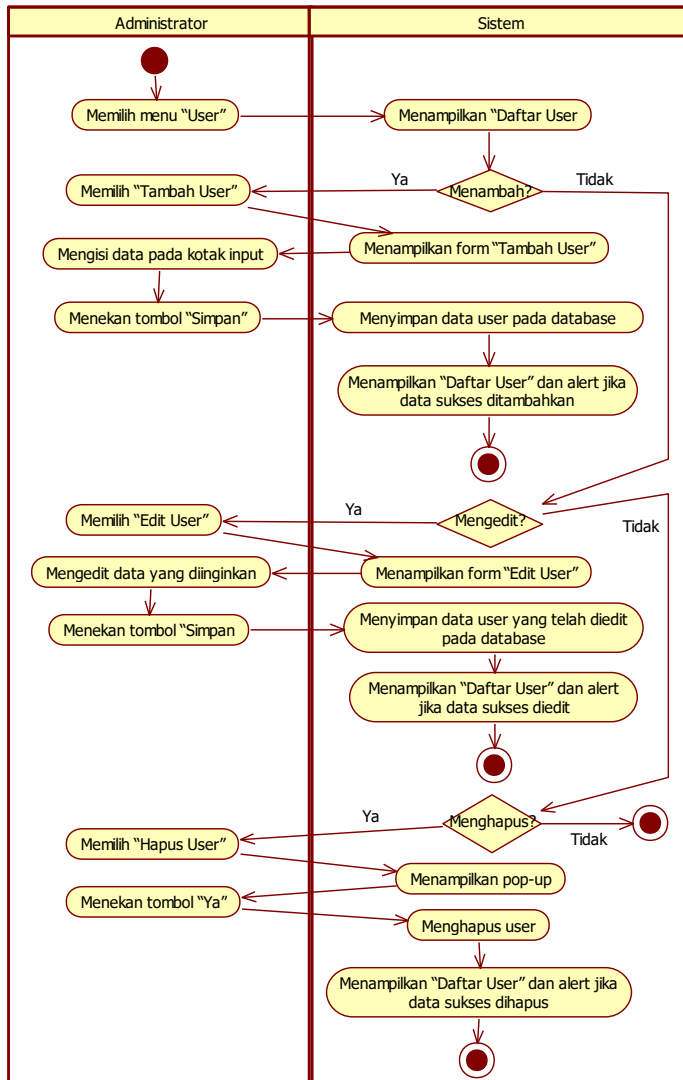 Administrator
Sistem
Memilih menu “User”
Menampilkan “Daftar User
Menambah?
Ya
Tidak
Memilih “Tambah User”
Menampilkan form “Tambah User”
Mengisi data pada kotak input
Menekan tombol “Simpan”
Menyimpan data user pada database
Menampilkan “Daftar User” dan alert jika
data sukses ditambahkan
Mengedit?
Ya
Tidak
Memilih “Edit User”
Menampilkan form “Edit User”
Mengedit data yang diinginkan
Menekan tombol “Simpan
Menyimpan data user yang telah diedit
pada database
Menampilkan “Daftar User” dan alert
jika data sukses diedit
Menghapus?
Ya
Tidak
Memilih “Hapus User”
Menampilkan pop-up
Menekan tombol “Ya”
Menghapus user
Menampilkan “Daftar User” dan alert jika
data sukses dihapus